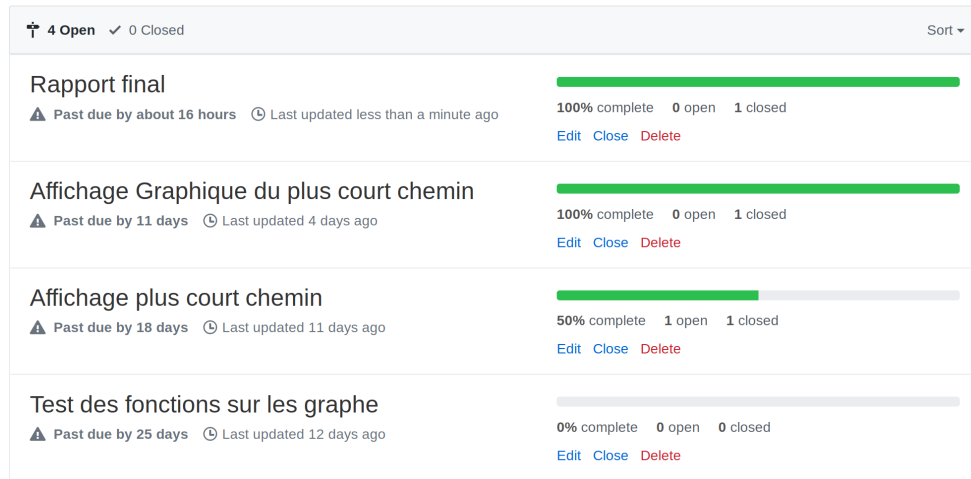 4 Open 0 Closed Sort
Rapport final
Past due by about 16 hours Last updated less than a minute ago
100% complete 0 open 1 closed
Edit Close Delete
Affichage Graphique du plus court chemin
Past due by 11 days Last updated 4 days ago
100% complete 0 open 1 closed
Edit Close Delete
Affichage plus court chemin
Past due by 18 days Last updated 11 days ago
50% complete 1 open 1 closed
Edit Close Delete
Test des fonctions sur les graphe
Past due by 25 days Last updated 12 days ago
0% complete 0 open 0 closed
Edit Close Delete